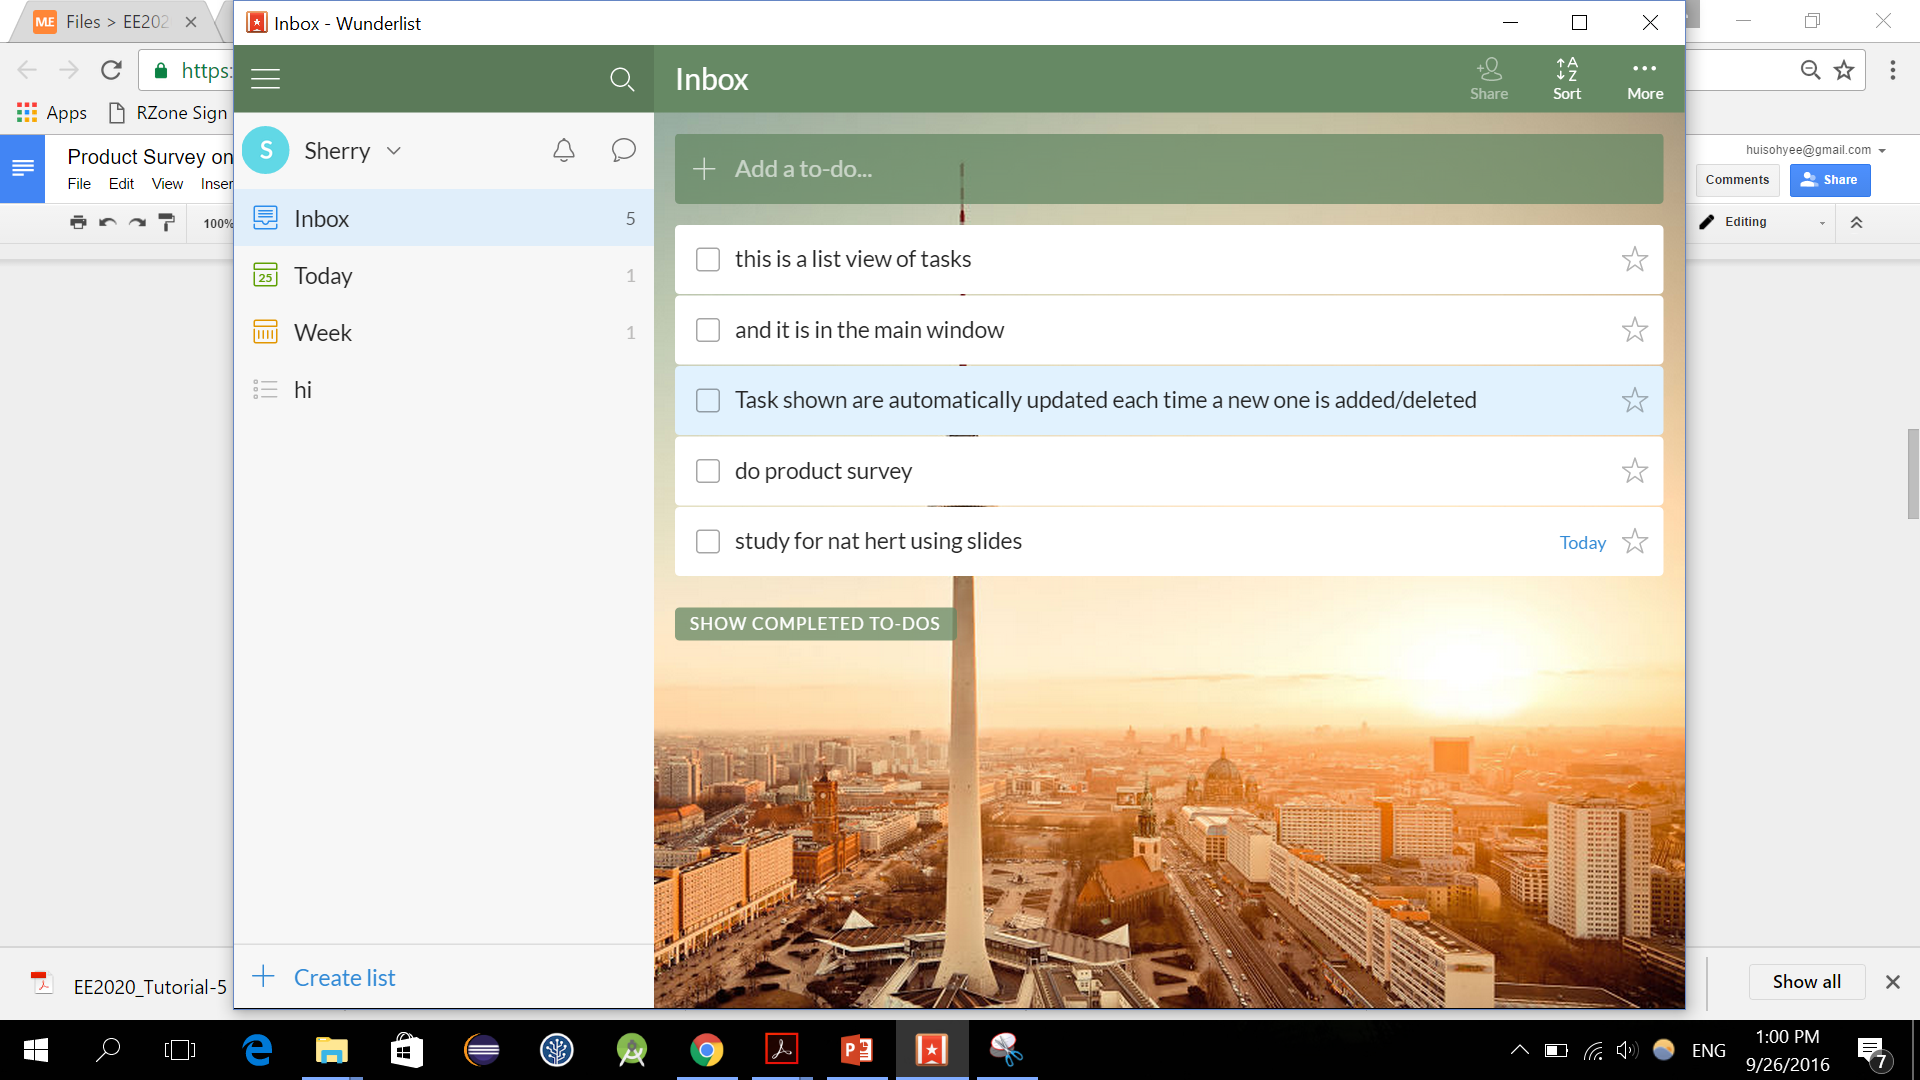 ME Files > EE202
Inbox - Wunderlist
https:
Apps RZone Sign
Inbox
Share
Sort
More
Product Survey on
File Edit View Inser
100%
S Sherry
Add a to-do...
huisohyee@gmail.com
Comments Share
Editing
Inbox 5
25 Today 1
Week 1
hi
this is a list view of tasks
and it is in the main window
Task shown are automatically updated each time a new one is added/deleted
do product survey
study for nat hert using slides Today
SHOW COMPLETED TO-DOS
Create list
EE2020_Tutorial-5
Show all
ENG
1:00 PM
9/26/2016
7